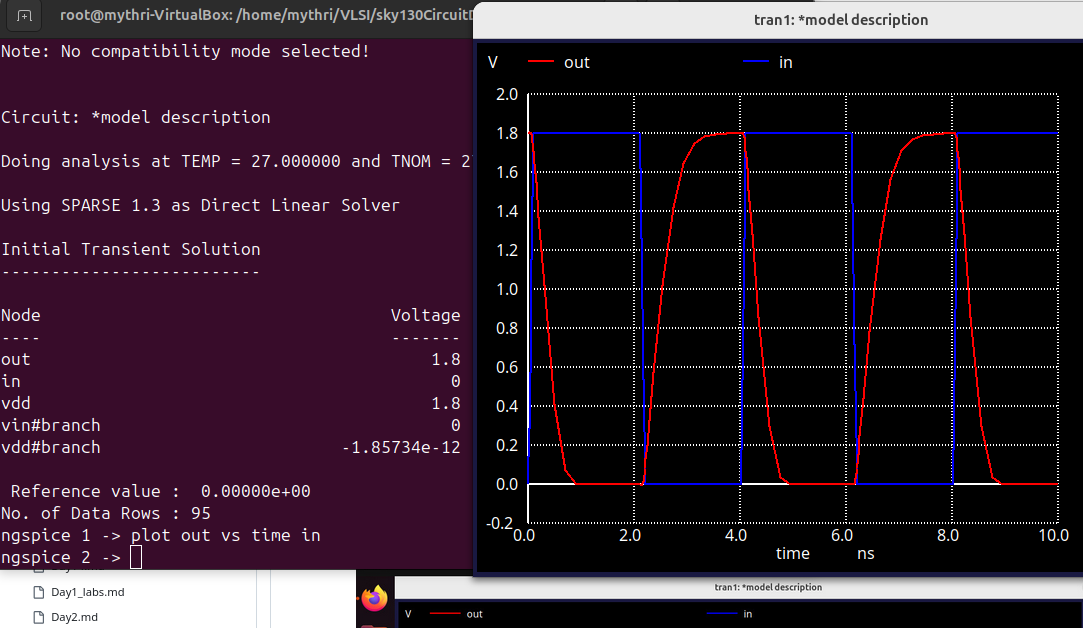 root@mythri-VirtualBox: /home/mythri/VLSI/sky130Circuit
Note: No compatibility mode selected!
Circuit: *model description
Doing analysis at TEMP = 27.000000 and TNOM = 2
Using SPARSE 1.3 as Direct Linear Solver
Initial Transient Solution
--------------------------
Node Voltage
---- -------
out 1.8
in 0
vdd 1.8
vin#branch 0
vdd#branch -1.85734e-12
Reference value : 0.00000e+00
No. of Data Rows : 95
ngspice 1 -> plot out vs time in
ngspice 2 ->
Day1_labs.md
Day2.md
tran1: *model description
V out in
2.0
1.8
1.6
1.4
1.2
1.0
0.8
0.6
0.4
0.2
0.0
-0.2
0.0 2.0 4.0 6.0 8.0 10.0
time ns
tran1: *model description
V out in